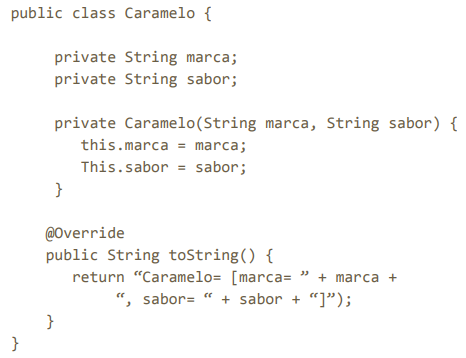 public class Caramelo {
private String marca;
private String sabor;
private Caramelo(String marca, String sabor) {
this.marca = marca;
This.sabor = sabor;
}
@Override
public String toString() {
return “Caramelo= [marca= ” + marca +
“, sabor= “ + sabor + “]”);
}
}